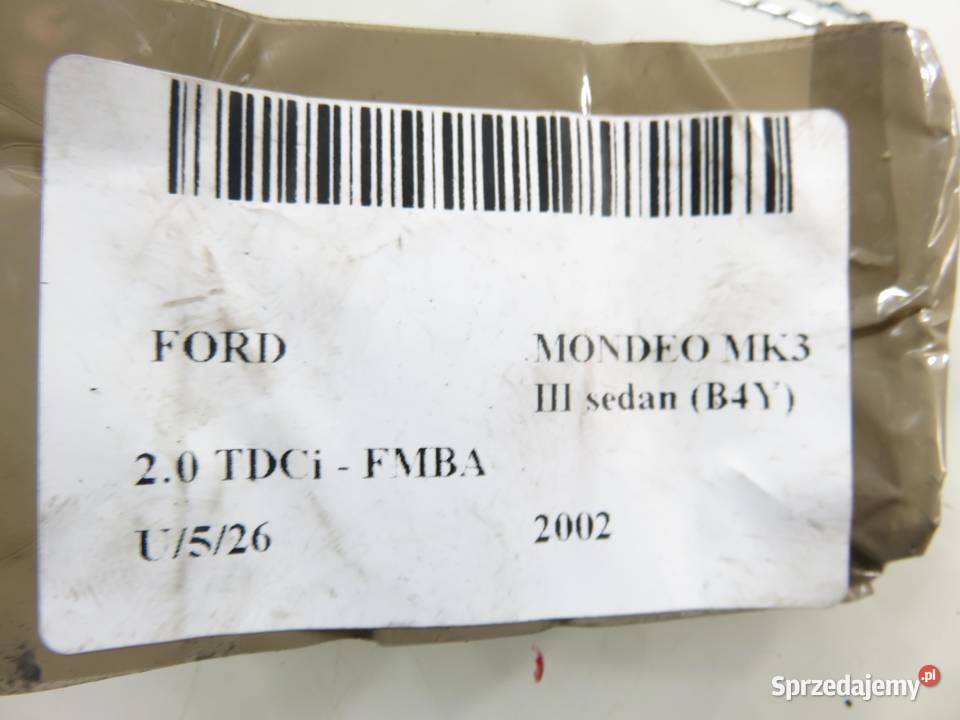 FORD
MONDEO MK3
III sedan (B4Y)
2.0 TDCi - FMBA
U/5/26
2002
Sprzedajemy.pl